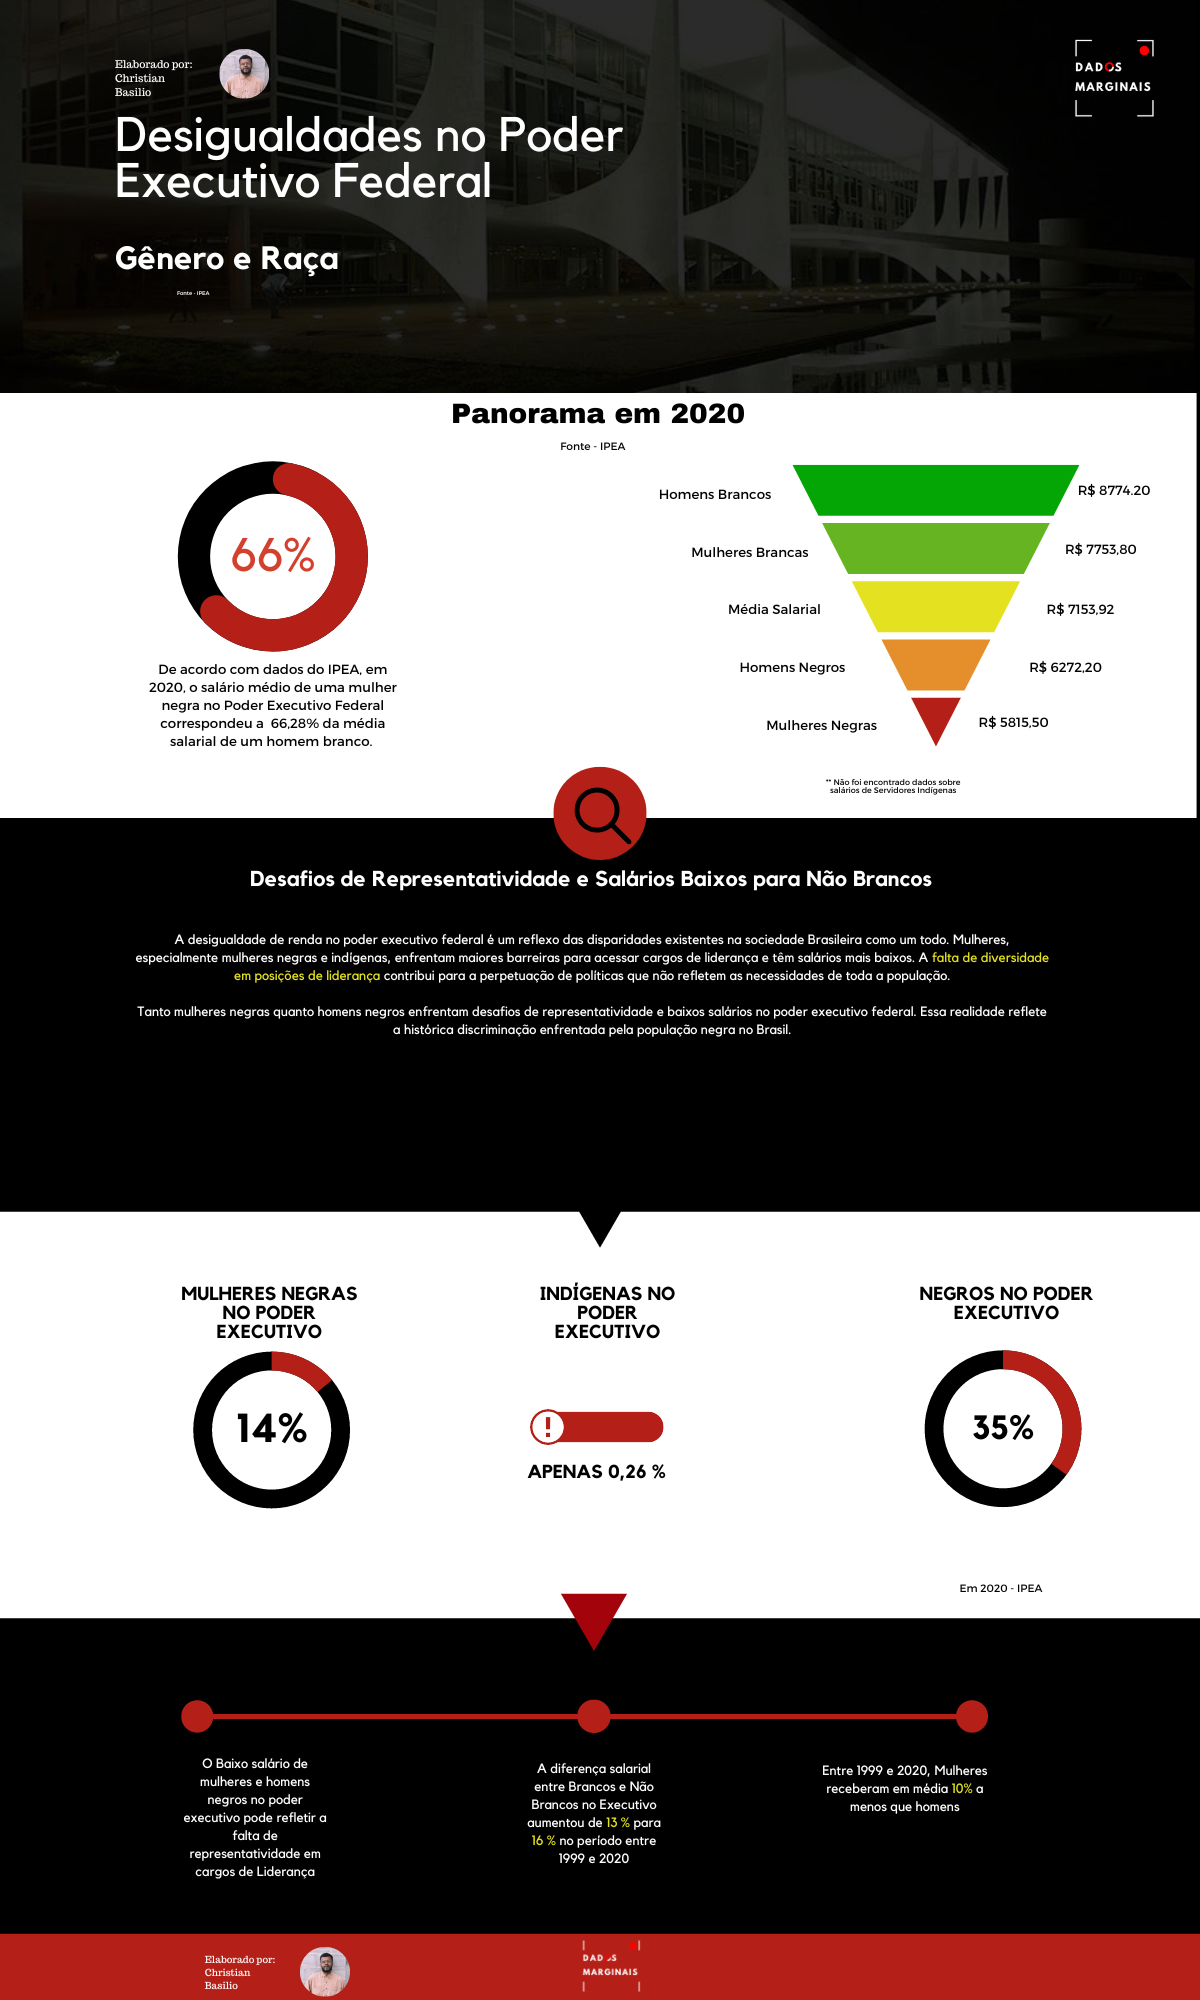 Elaborado por:
Christian
Basilio
DADOS
MARGINAIS
Desigualdades no Poder
Executivo Federal
Gênero e Raça
Fonte - IPEA
Panorama em 2020
Fonte - IPEA
66%
De acordo com dados do IPEA, em
2020, o salário médio de uma mulher
negra no Poder Executivo Federal
correspondeu a  66,28% da média
salarial de um homem branco.
Homens Brancos
R$ 8774.20
Mulheres Brancas
R$ 7753,80
Média Salarial
R$ 7153,92
Homens Negros
R$ 6272,20
Mulheres Negras
R$ 5815,50
** Não foi encontrado dados sobre
salários de Servidores Indígenas
Desafios de Representatividade e Salários Baixos para Não Brancos
A desigualdade de renda no poder executivo federal é um reflexo das disparidades existentes na sociedade Brasileira como um todo. Mulheres,
especialmente mulheres negras e indígenas, enfrentam maiores barreiras para acessar cargos de liderança e têm salários mais baixos. A falta de diversidade
em posições de liderança contribui para a perpetuação de políticas que não refletem as necessidades de toda a população.
Tanto mulheres negras quanto homens negros enfrentam desafios de representatividade e baixos salários no poder executivo federal. Essa realidade reflete
a histórica discriminação enfrentada pela população negra no Brasil.
MULHERES NEGRAS
NO PODER
EXECUTIVO
14%
INDÍGENAS NO
PODER
EXECUTIVO
!
APENAS 0,26 %
NEGROS NO PODER
EXECUTIVO
35%
Em 2020 - IPEA
O Baixo salário de
mulheres e homens
negros no poder
executivo pode refletir a
falta de
representatividade em
cargos de Liderança
A diferença salarial
entre Brancos e Não
Brancos no Executivo
aumentou de 13 % para
16 % no período entre
1999 e 2020
Entre 1999 e 2020, Mulheres
receberam em média 10% a
menos que homens
Elaborado por:
Christian
Basilio
DADOS
MARGINAIS